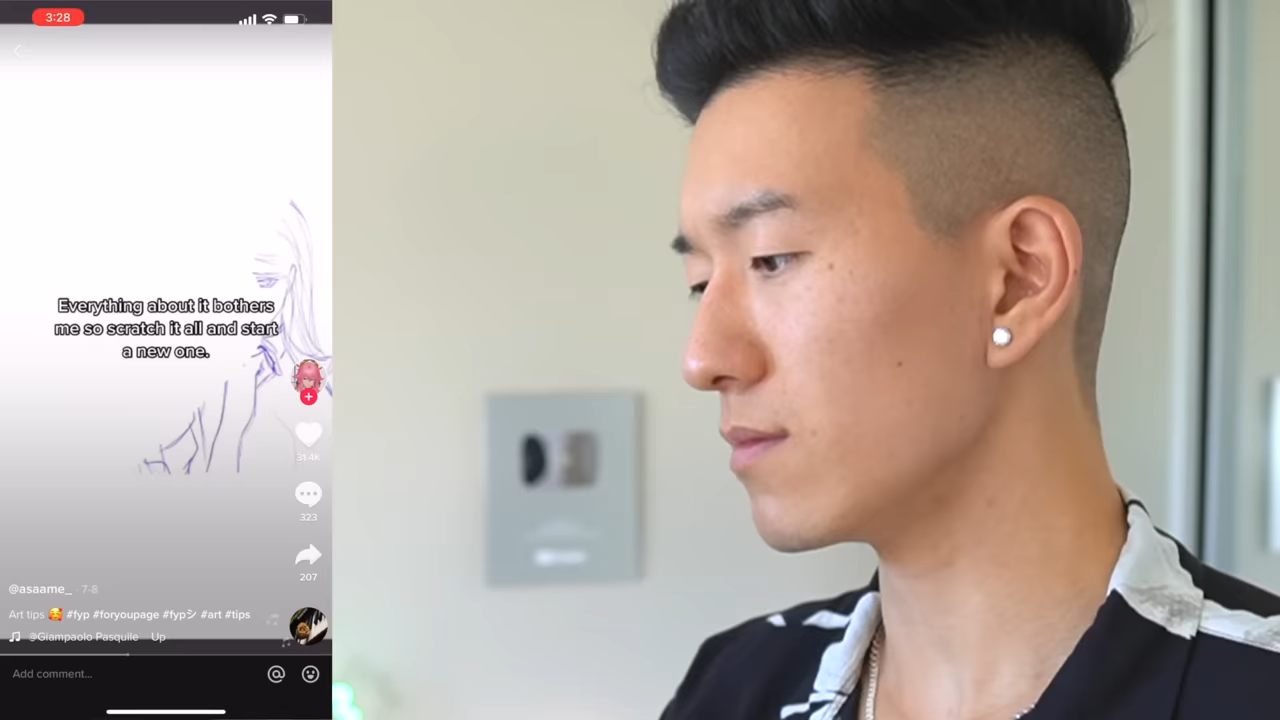 3:28
Everything about it bothers
me so scratch it all and start
a new one.
31.4K
323
207
@asaame_ · 7-8
Art tips 🥰 #fyp #foryoupage #fypシ #art #tips
@Giampaolo Pasquile Up
Add comment...